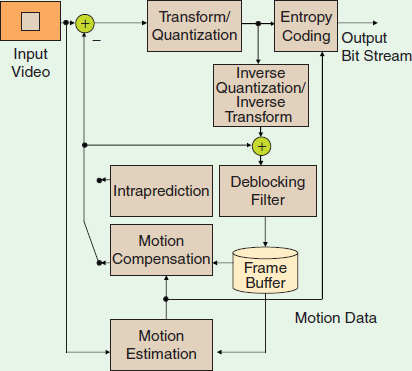 Input
Video
+
−
Transform/
Quantization
Entropy
Coding
Output
Bit Stream
Inverse
Quantization/
Inverse
Transform
+
Intraprediction
Deblocking
Filter
Motion
Compensation
Frame
Buffer
Motion Data
Motion
Estimation